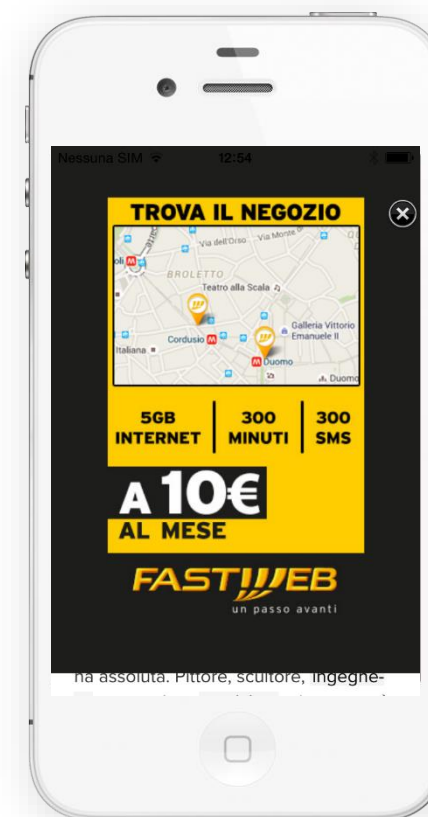 Nessuna SIM 12:54
TROVA IL NEGOZIO
Via dell'Orso Via Monte
BROLETTO
Teatro alla Scala
Cordusio M
Galleria Vittorio
Emanuele II
Italiana
M Duomo
Duomo
5GB
INTERNET
300
MINUTI
300
SMS
A 10€
AL MESE
FASTWEB
un passo avanti
na assoluta. Pittore, scultore, ingegne-